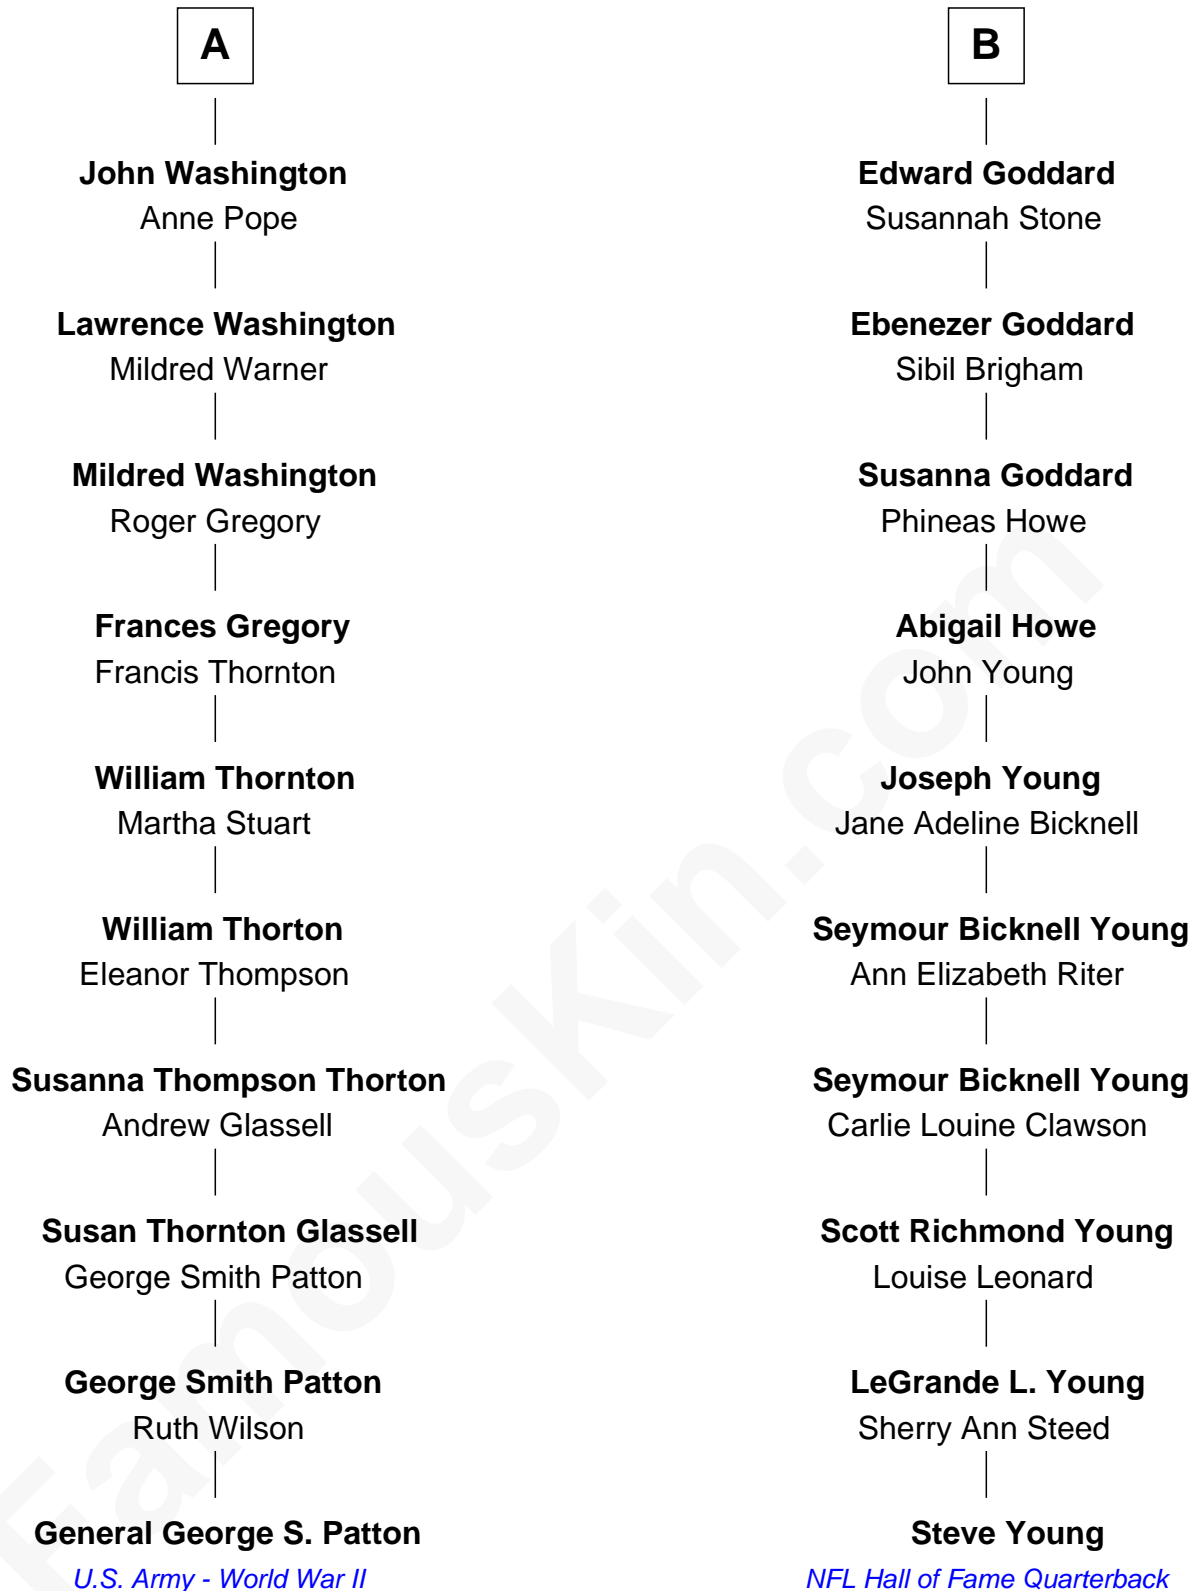 A
John Washington
Anne Pope
Lawrence Washington
Mildred Warner
Mildred Washington
Roger Gregory
Frances Gregory
Francis Thornton
William Thornton
Martha Stuart
William Thorton
Eleanor Thompson
Susanna Thompson Thorton
Andrew Glassell
Susan Thornton Glassell
George Smith Patton
George Smith Patton
Ruth Wilson
General George S. Patton
U.S. Army - World War II
B
Edward Goddard
Susannah Stone
Ebenezer Goddard
Sibil Brigham
Susanna Goddard
Phineas Howe
Abigail Howe
John Young
Joseph Young
Jane Adeline Bicknell
Seymour Bicknell Young
Ann Elizabeth Riter
Seymour Bicknell Young
Carlie Louine Clawson
Scott Richmond Young
Louise Leonard
LeGrande L. Young
Sherry Ann Steed
Steve Young
NFL Hall of Fame Quarterback
FamousKin.com